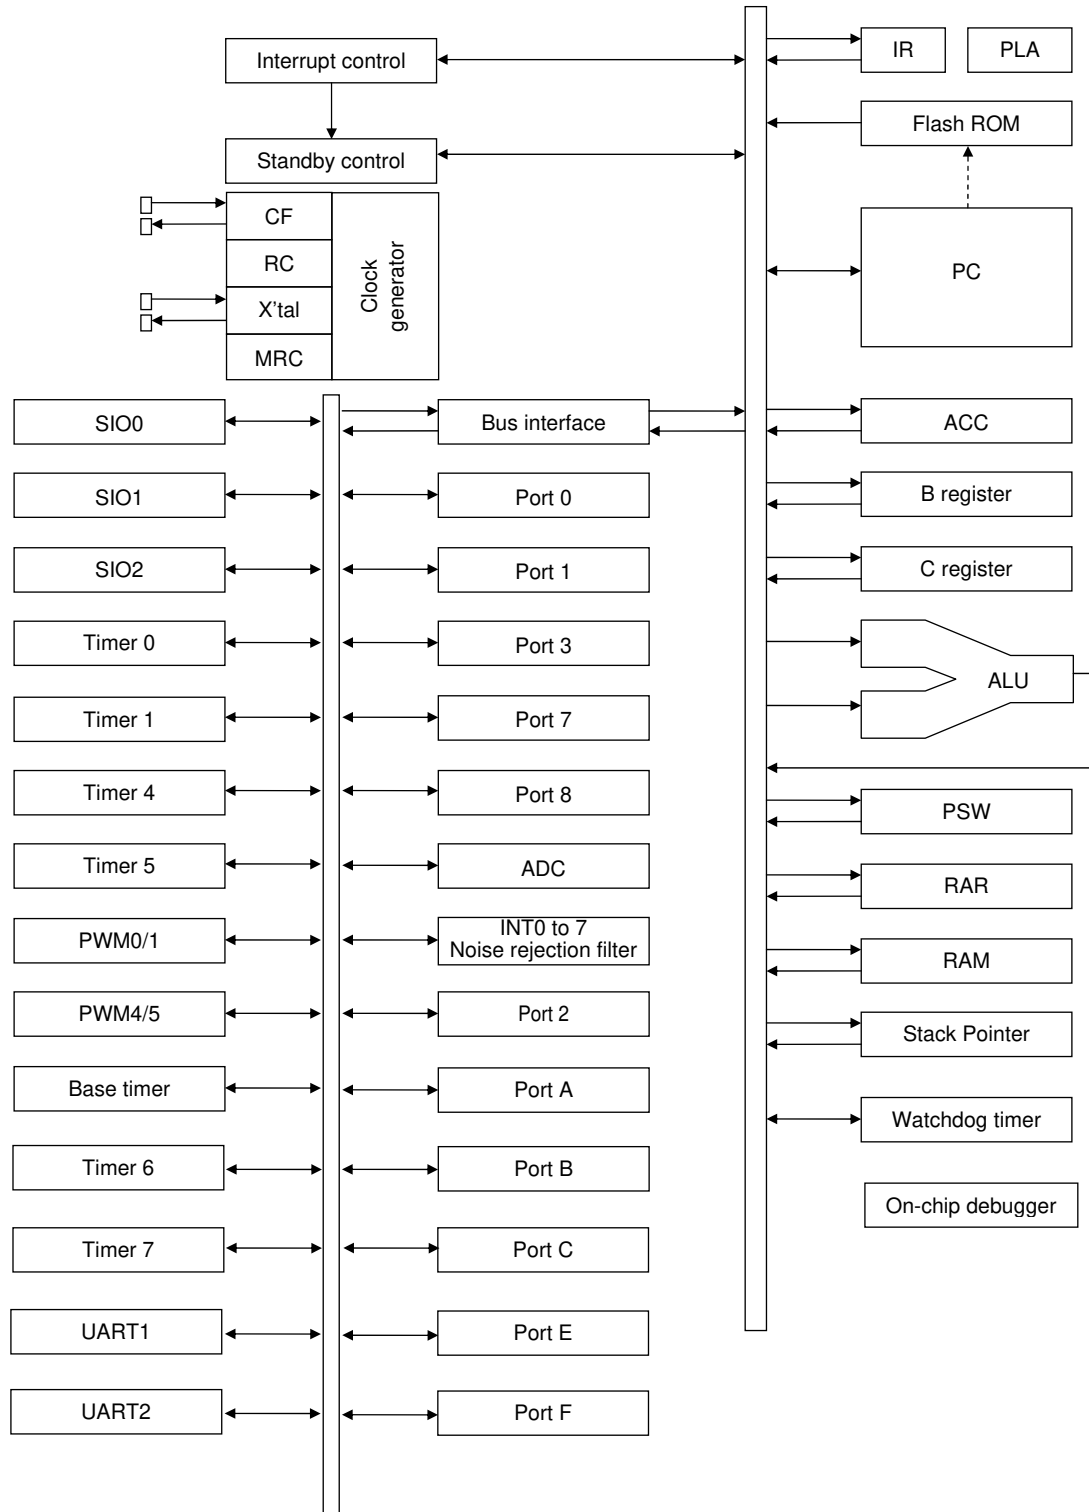 Interrupt control
Standby control
CF
RC
X'tal
MRC
Clock
generator
IR
PLA
Flash ROM
PC
SIO0
Bus interface
ACC
SIO1
Port 0
B register
SIO2
Port 1
C register
Timer 0
Port 3
ALU
Timer 1
Port 7
Timer 4
Port 8
PSW
Timer 5
ADC
RAR
PWM0/1
INT0 to 7
Noise rejection filter
RAM
PWM4/5
Port 2
Stack Pointer
Base timer
Port A
Watchdog timer
Timer 6
Port B
On-chip debugger
Timer 7
Port C
UART1
Port E
UART2
Port F